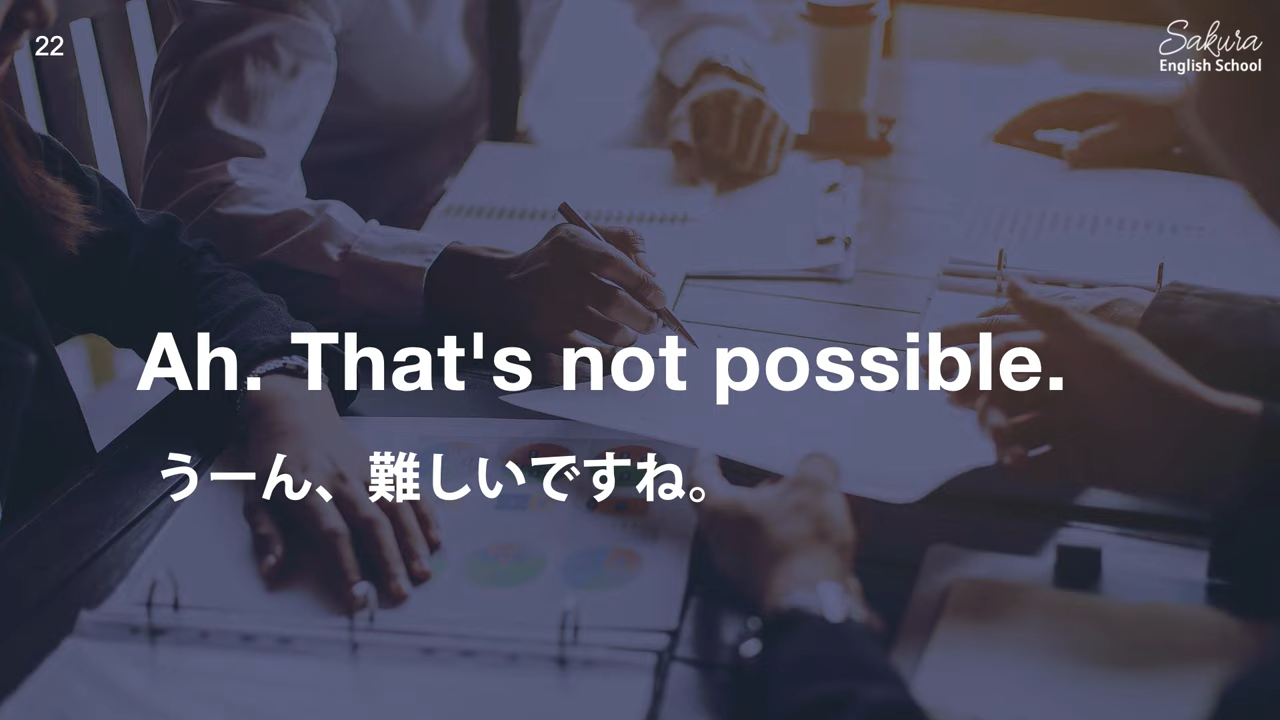 22
Sakura
English School
Ah. That's not possible.
うーん、難しいですね。